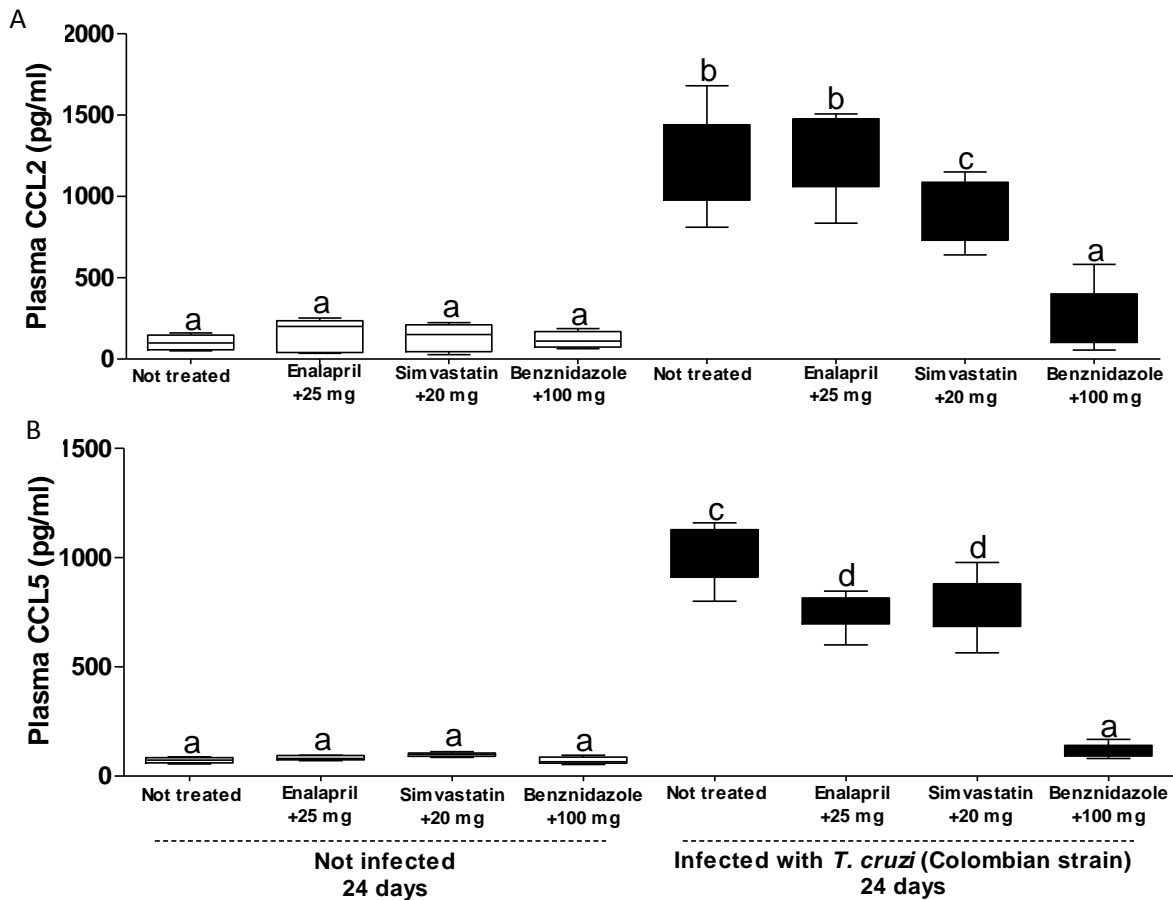 A
Plasma CCL2 (pg/ml)
2000
1500
1000
500
0
a
a
a
a
b
b
c
a
Not treated
Enalapril
+25 mg
Simvastatin
+20 mg
Benznidazole
+100 mg
Not treated
Enalapril
+25 mg
Simvastatin
+20 mg
Benznidazole
+100 mg
B
Plasma CCL5 (pg/ml)
1500
1000
500
0
a
a
a
a
c
d
d
a
Not treated
Enalapril
+25 mg
Simvastatin
+20 mg
Benznidazole
+100 mg
Not treated
Enalapril
+25 mg
Simvastatin
+20 mg
Benznidazole
+100 mg
Not infected
24 days
Infected with T. cruzi (Colombian strain)
24 days